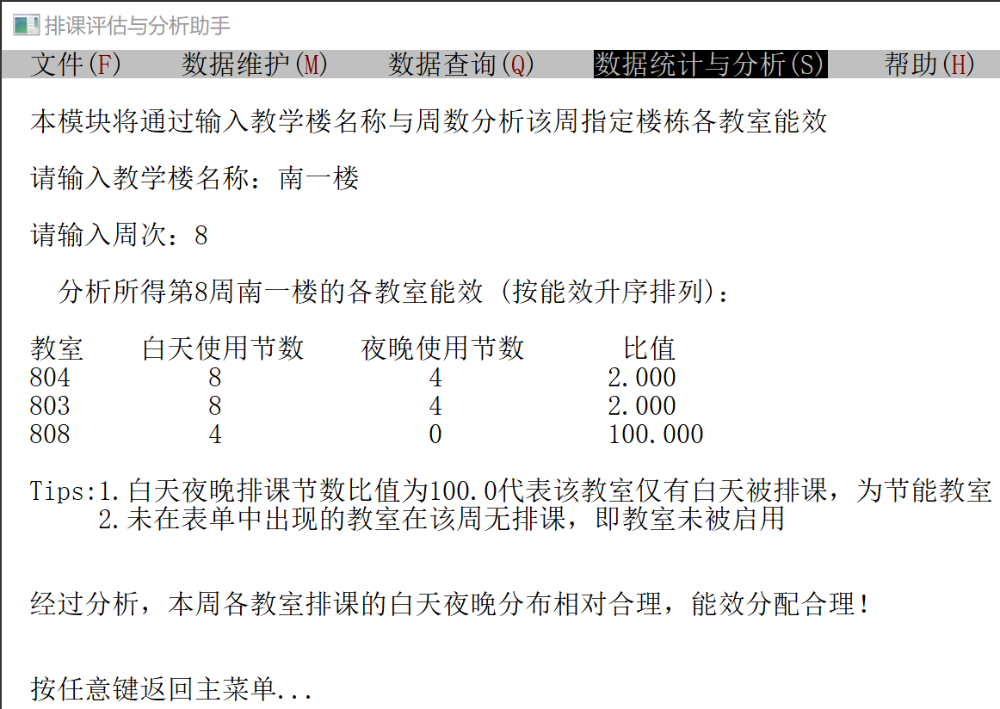 排课评估与分析助手
文件(F) 数据维护(M) 数据查询(Q) 数据统计与分析(S) 帮助(H)
本模块将通过输入教学楼名称与周数分析该周指定楼栋各教室能效
请输入教学楼名称：南一楼
请输入周次：8
分析所得第8周南一楼的各教室能效（按能效升序排列)：
教室 白天使用节数 夜晚使用节数 比值
804 8 4 2.000
803 8 4 2.000
808 4 0 100.000
Tips:1.白天夜晚排课节数比值为100.0代表该教室仅有白天被排课，为节能教室
2.未在表单中出现的教室在该周无排课，即教室未被启用
经过分析，本周各教室排课的白天夜晚分布相对合理，能效分配合理！
按任意键返回主菜单...